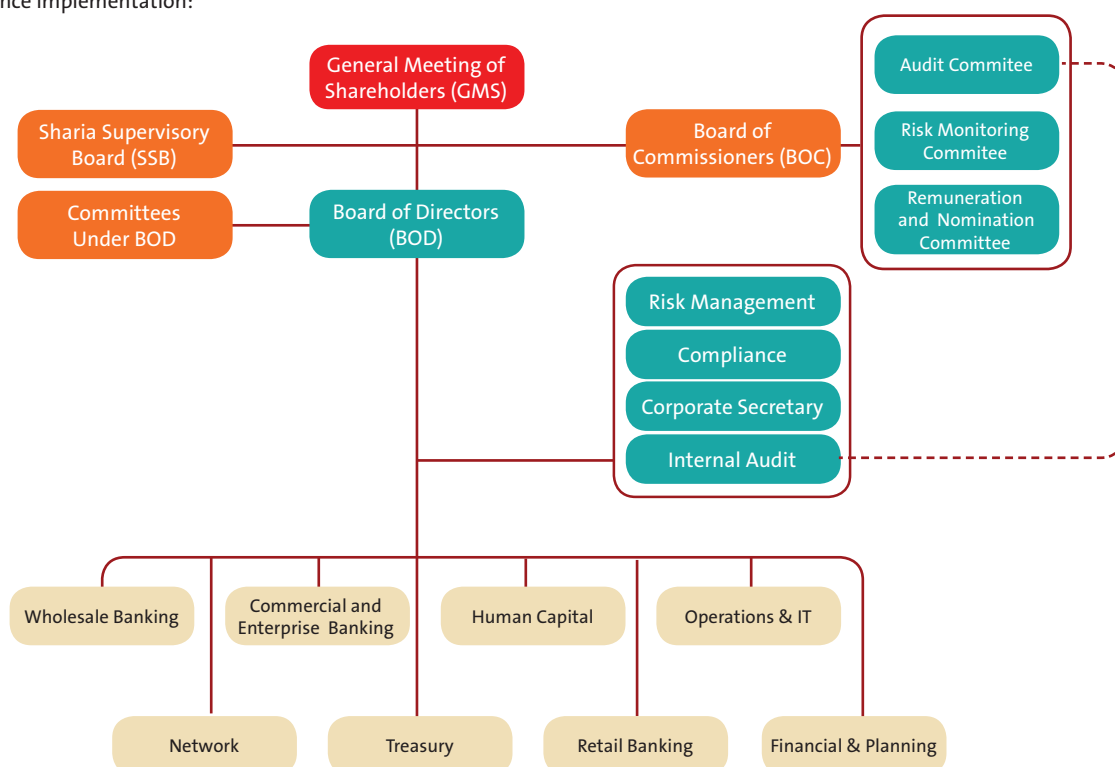 General Meeting of
Shareholders (GMS)
Audit Commitee
Sharia Supervisory
Board (SSB)
Board of
Commissioners (BOC)
Risk Monitoring
Commitee
Committees
Under BOD
Board of Directors
(BOD)
Remuneration
and Nomination
Committee
Risk Management
Compliance
Corporate Secretary
Internal Audit
Wholesale Banking
Commercial and
Enterprise Banking
Human Capital
Operations & IT
Network
Treasury
Retail Banking
Financial & Planning